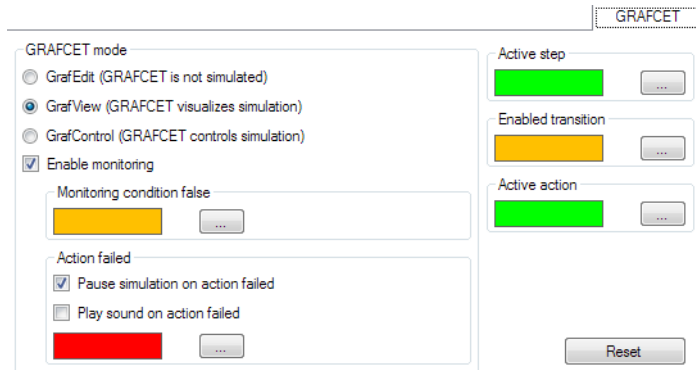 GRAFCET
GRAFCET mode
GrafEdit (GRAFCET is not simulated)
GrafView (GRAFCET visualizes simulation)
GrafControl (GRAFCET controls simulation)
Enable monitoring
Monitoring condition false
...
Action failed
Pause simulation on action failed
Play sound on action failed
...
Active step
...
Enabled transition
...
Active action
...
Reset